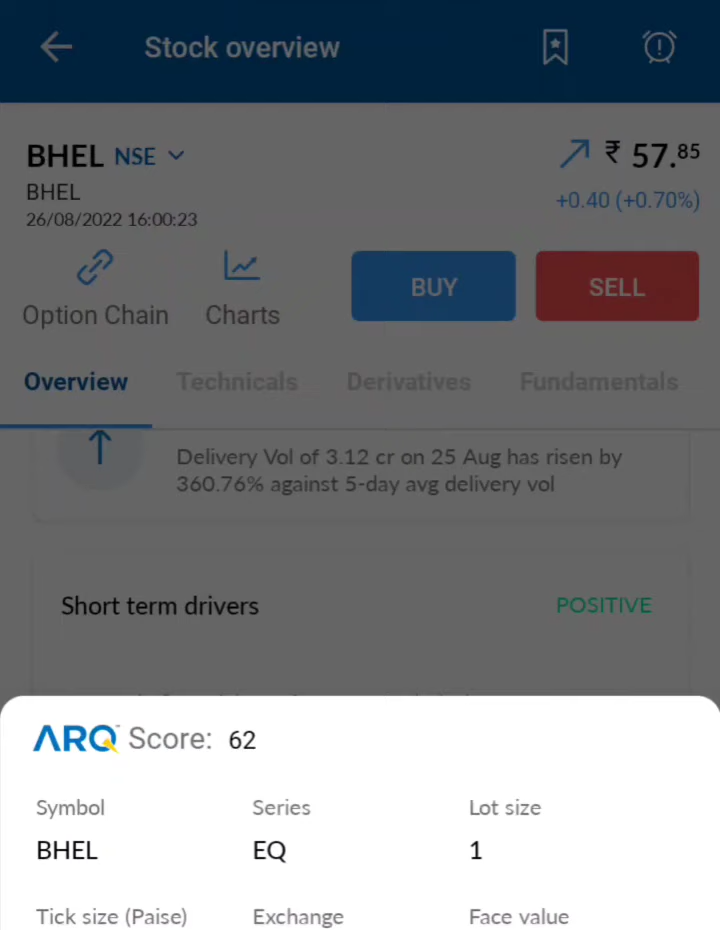 Stock overview
BHEL NSE
₹ 57.85
BHEL
+0.40 (+0.70%)
26/08/2022 16:00:23
Option Chain
Charts
BUY
SELL
Overview
Technicals
Derivatives
Fundamentals
Delivery Vol of 3.12 cr on 25 Aug has risen by
360.76% against 5-day avg delivery vol
Short term drivers
POSITIVE
ARQ Score: 62
Symbol
Series
Lot size
BHEL
EQ
1
Tick size (Paise)
Exchange
Face value